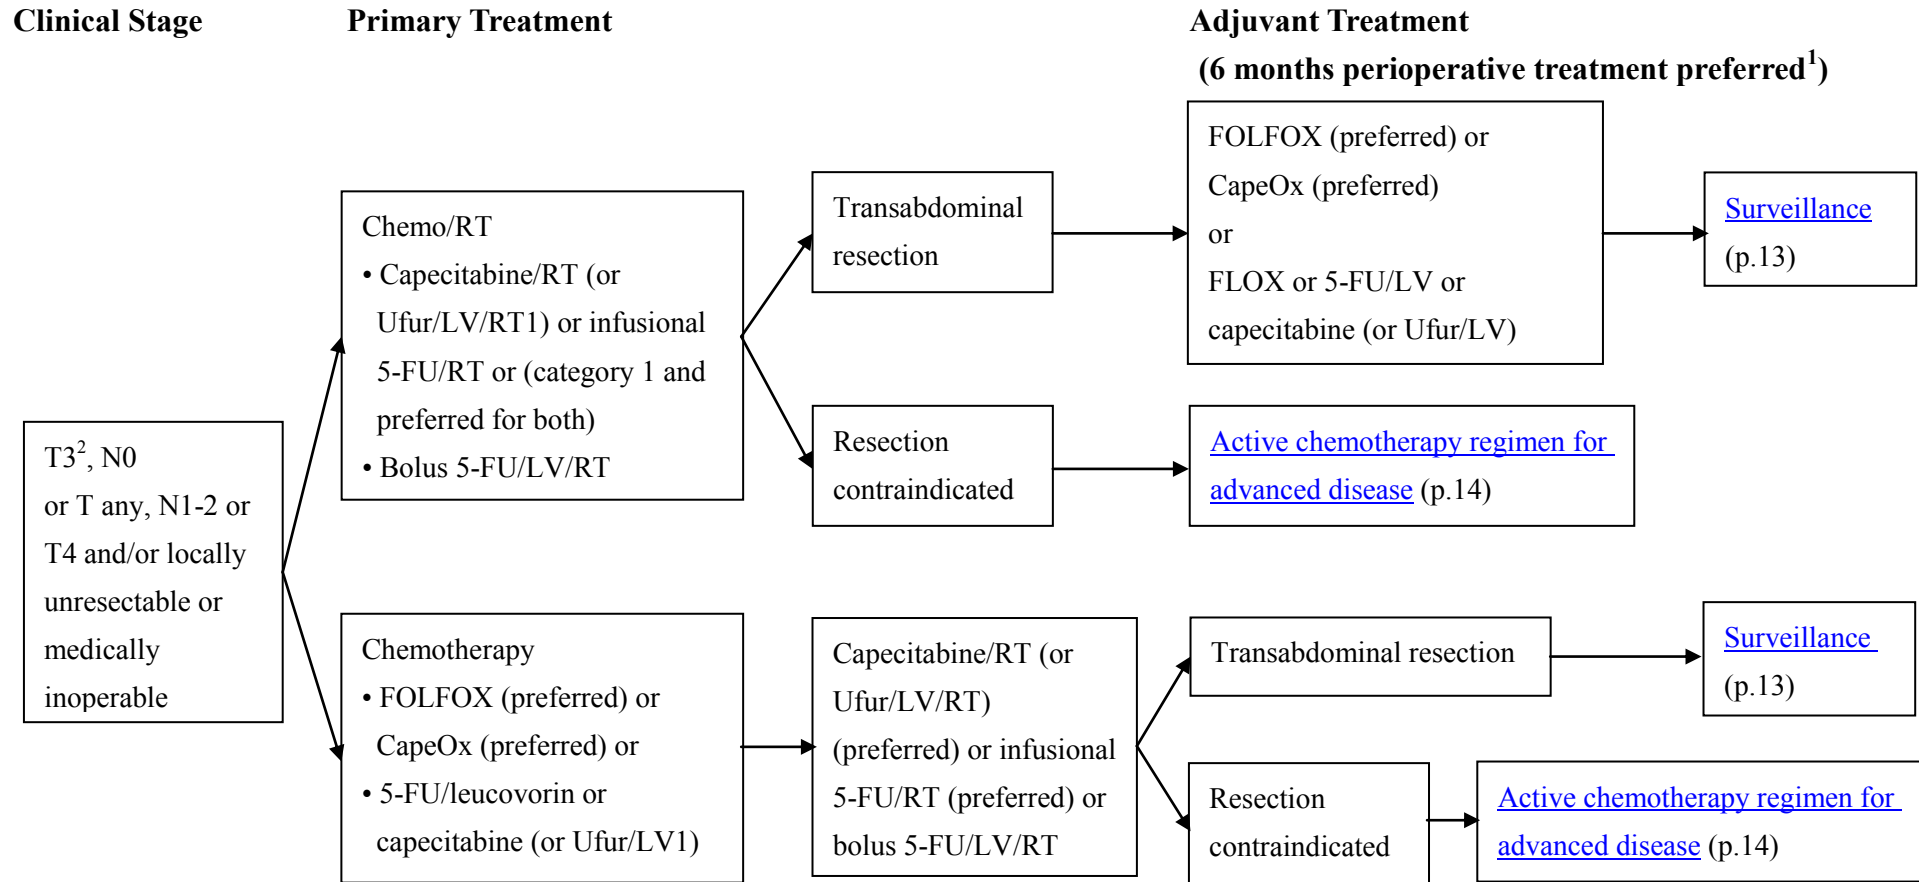 Clinical Stage
Primary Treatment
Adjuvant Treatment
(6 months perioperative treatment preferred¹)
T3², N0
or T any, N1-2 or
T4 and/or locally
unresectable or
medically
inoperable
Chemo/RT
• Capecitabine/RT (or
Ufur/LV/RT1) or infusional
5-FU/RT or (category 1 and
preferred for both)
• Bolus 5-FU/LV/RT
Transabdominal
resection
FOLFOX (preferred) or
CapeOx (preferred)
or
FLOX or 5-FU/LV or
capecitabine (or Ufur/LV)
Surveillance
(p.13)
Resection
contraindicated
Active chemotherapy regimen for
advanced disease (p.14)
Chemotherapy
• FOLFOX (preferred) or
CapeOx (preferred) or
• 5-FU/leucovorin or
capecitabine (or Ufur/LV1)
Capecitabine/RT (or
Ufur/LV/RT)
(preferred) or infusional
5-FU/RT (preferred) or
bolus 5-FU/LV/RT
Transabdominal resection
Surveillance
(p.13)
Resection
contraindicated
Active chemotherapy regimen for
advanced disease (p.14)